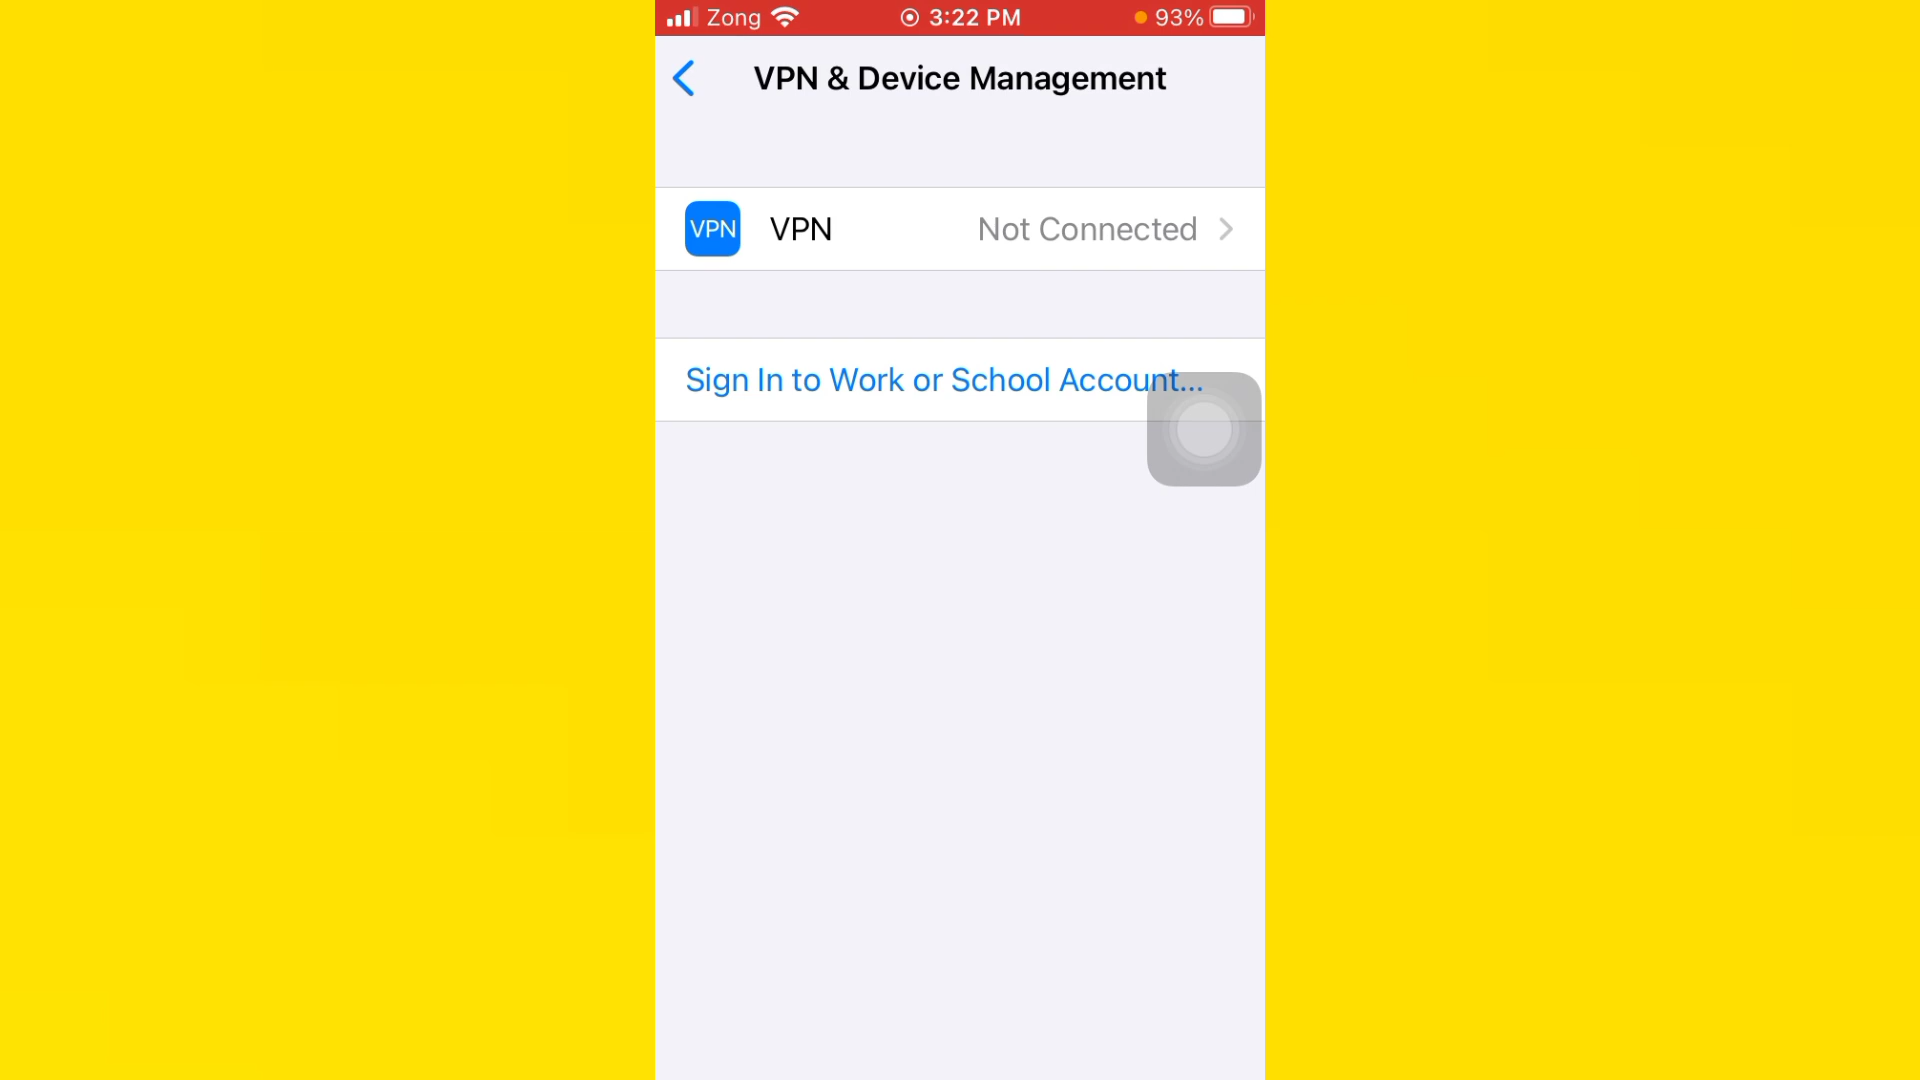 Zong 3:22 PM 93%
VPN & Device Management
VPN VPN Not Connected
Sign In to Work or School Account...